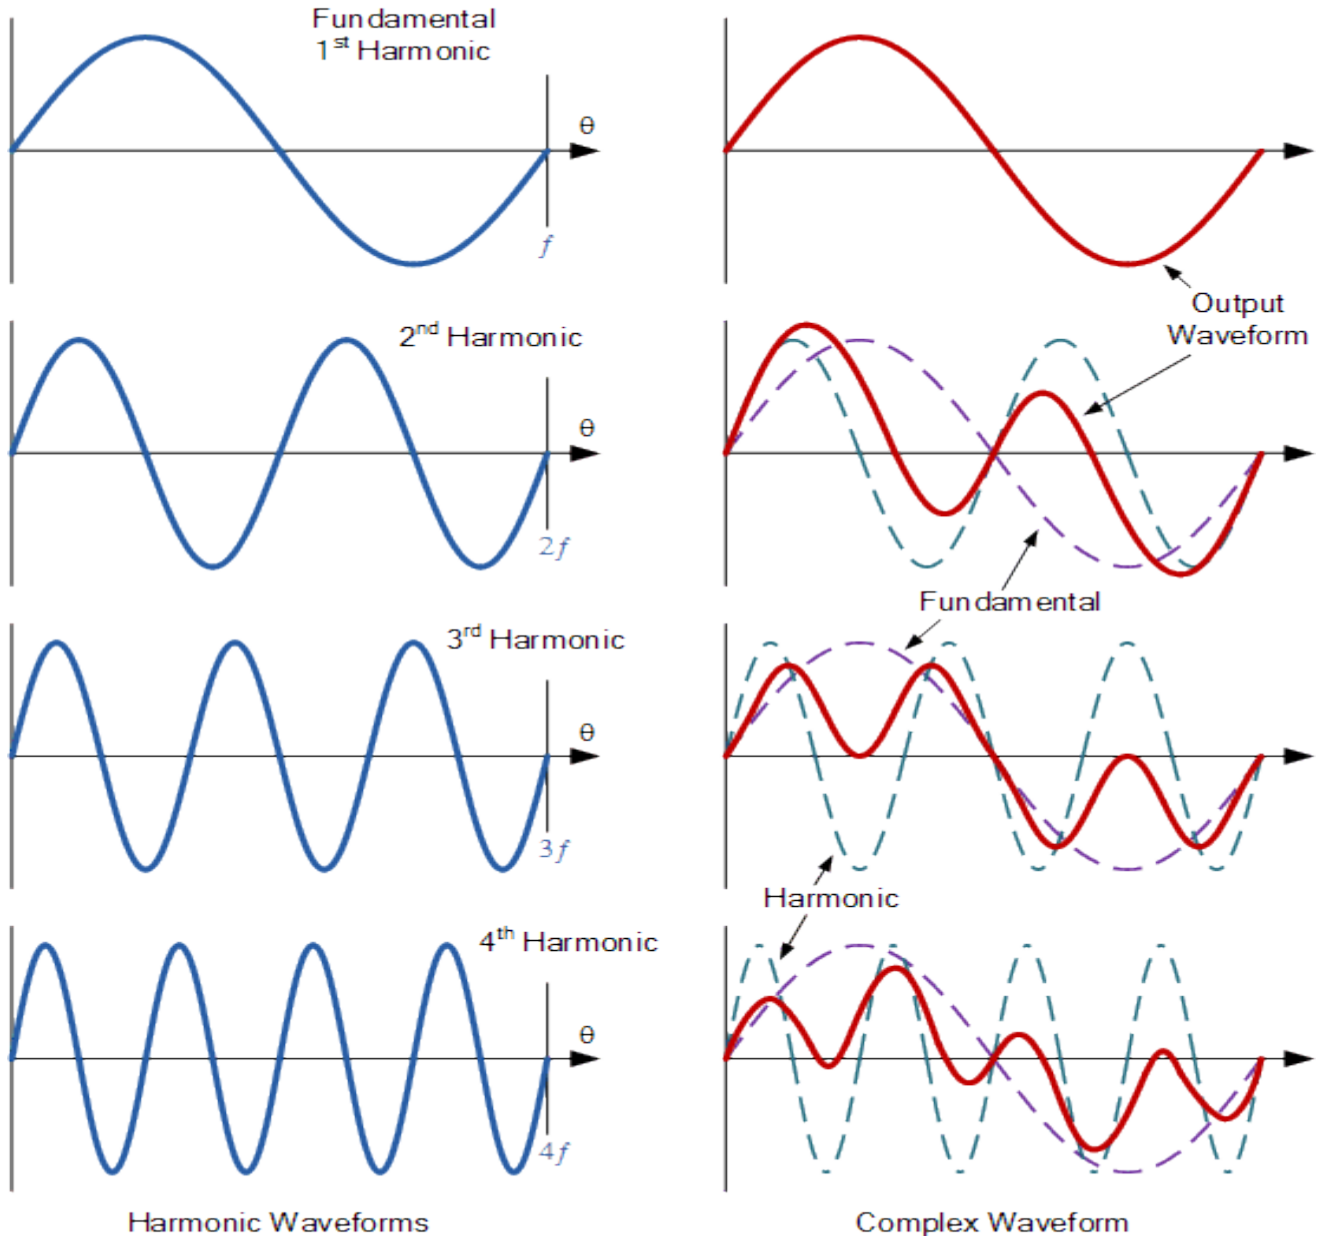 Fundamental
1st Harmonic
θ
f
Output
Waveform
2nd Harmonic
θ
2f
Fundamental
3rd Harmonic
θ
3f
Harmonic
4th Harmonic
θ
4f
Harmonic Waveforms
Complex Waveform